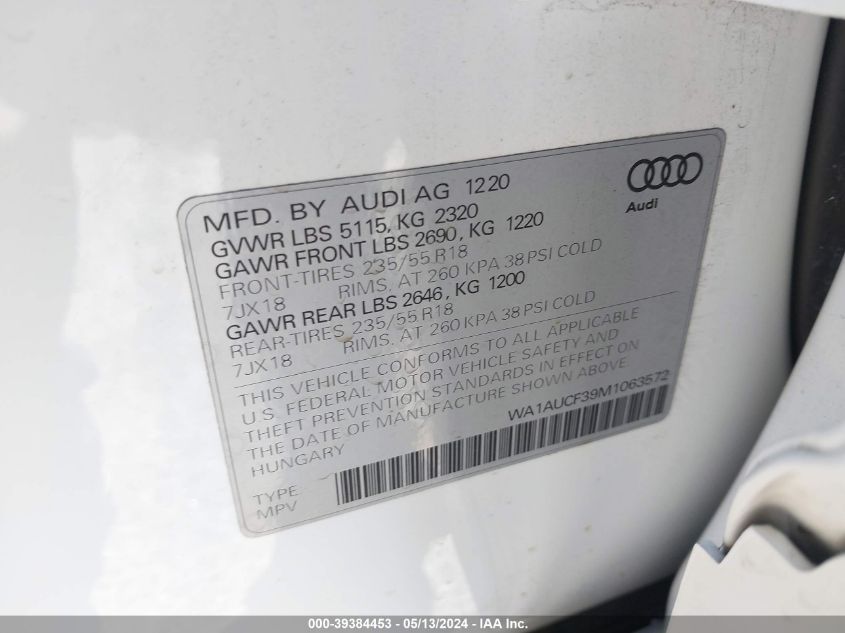 MFD. BY AUDI AG 1220
Audi
GVWR LBS 5115, KG 2320
GAWR FRONT LBS 2690, KG 1220
FRONT-TIRES 235/55 R18
7JX18 RIMS, AT 260 KPA 38 PSI COLD
GAWR REAR LBS 2646, KG 1200
REAR-TIRES 235/55 R18
7JX18 RIMS, AT 260 KPA 38 PSI COLD
THIS VEHICLE CONFORMS TO ALL APPLICABLE
U.S. FEDERAL MOTOR VEHICLE SAFETY AND
THEFT PREVENTION STANDARDS IN EFFECT ON
THE DATE OF MANUFACTURE SHOWN ABOVE.
HUNGARY
WA1AUCF39M1063572
TYPE
MPV
000-39384453 - 05/13/2024 - IAA Inc.